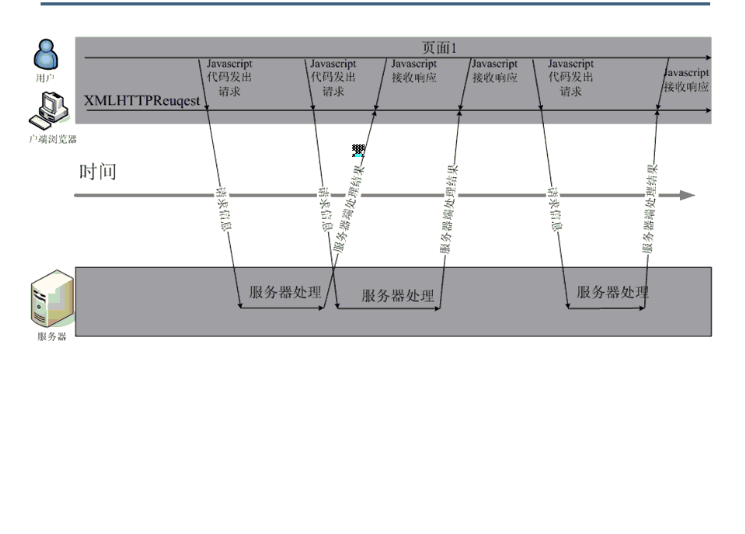 页面1
用户
Javascript
代码发出
请求
Javascript
代码发出
请求
Javascript
接收响应
Javascript
接收响应
Javascript
代码发出
请求
Javascript
接收响应
XMLHTTPReuqest
户端浏览器
时间
请求信息
请求信息
服务器端处理结果
服务器端处理结果
请求信息
服务器端处理结果
服务器处理
服务器处理
服务器处理
服务器